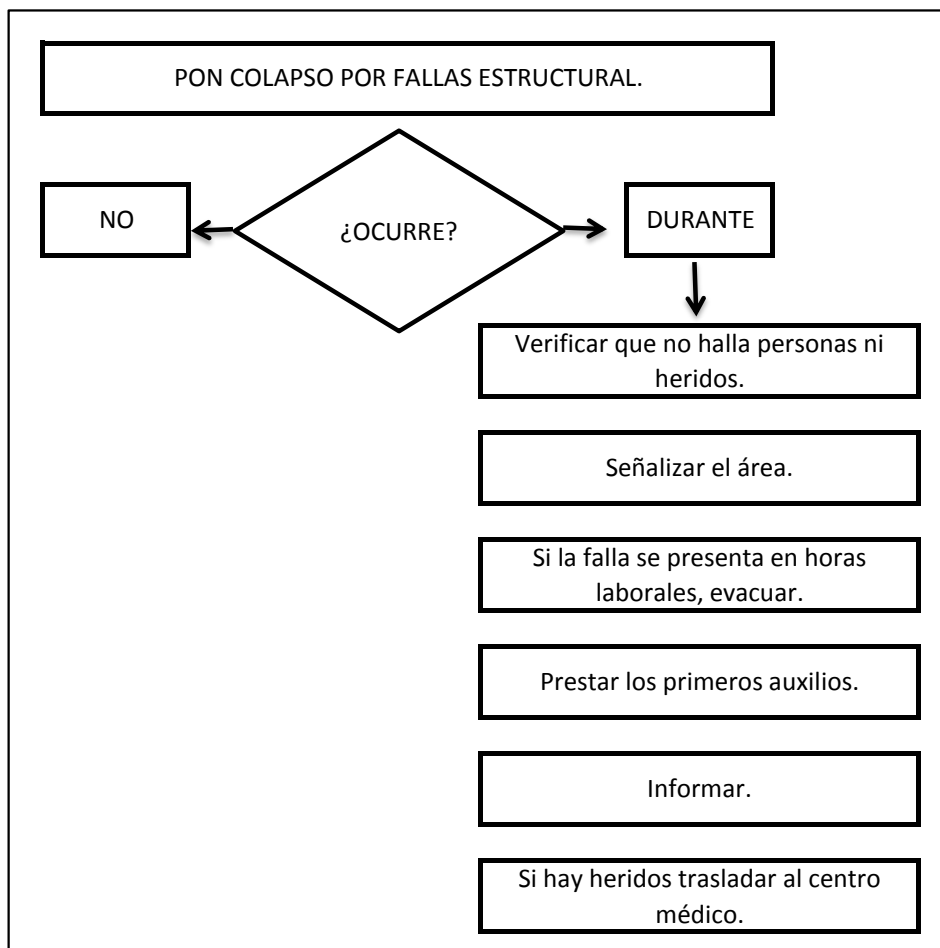 PON COLAPSO POR FALLAS ESTRUCTURAL.
NO
¿OCURRE?
DURANTE
Verificar que no halla personas ni
heridos.
Señalizar el área.
Si la falla se presenta en horas
laborales, evacuar.
Prestar los primeros auxilios.
Informar.
Si hay heridos trasladar al centro
médico.